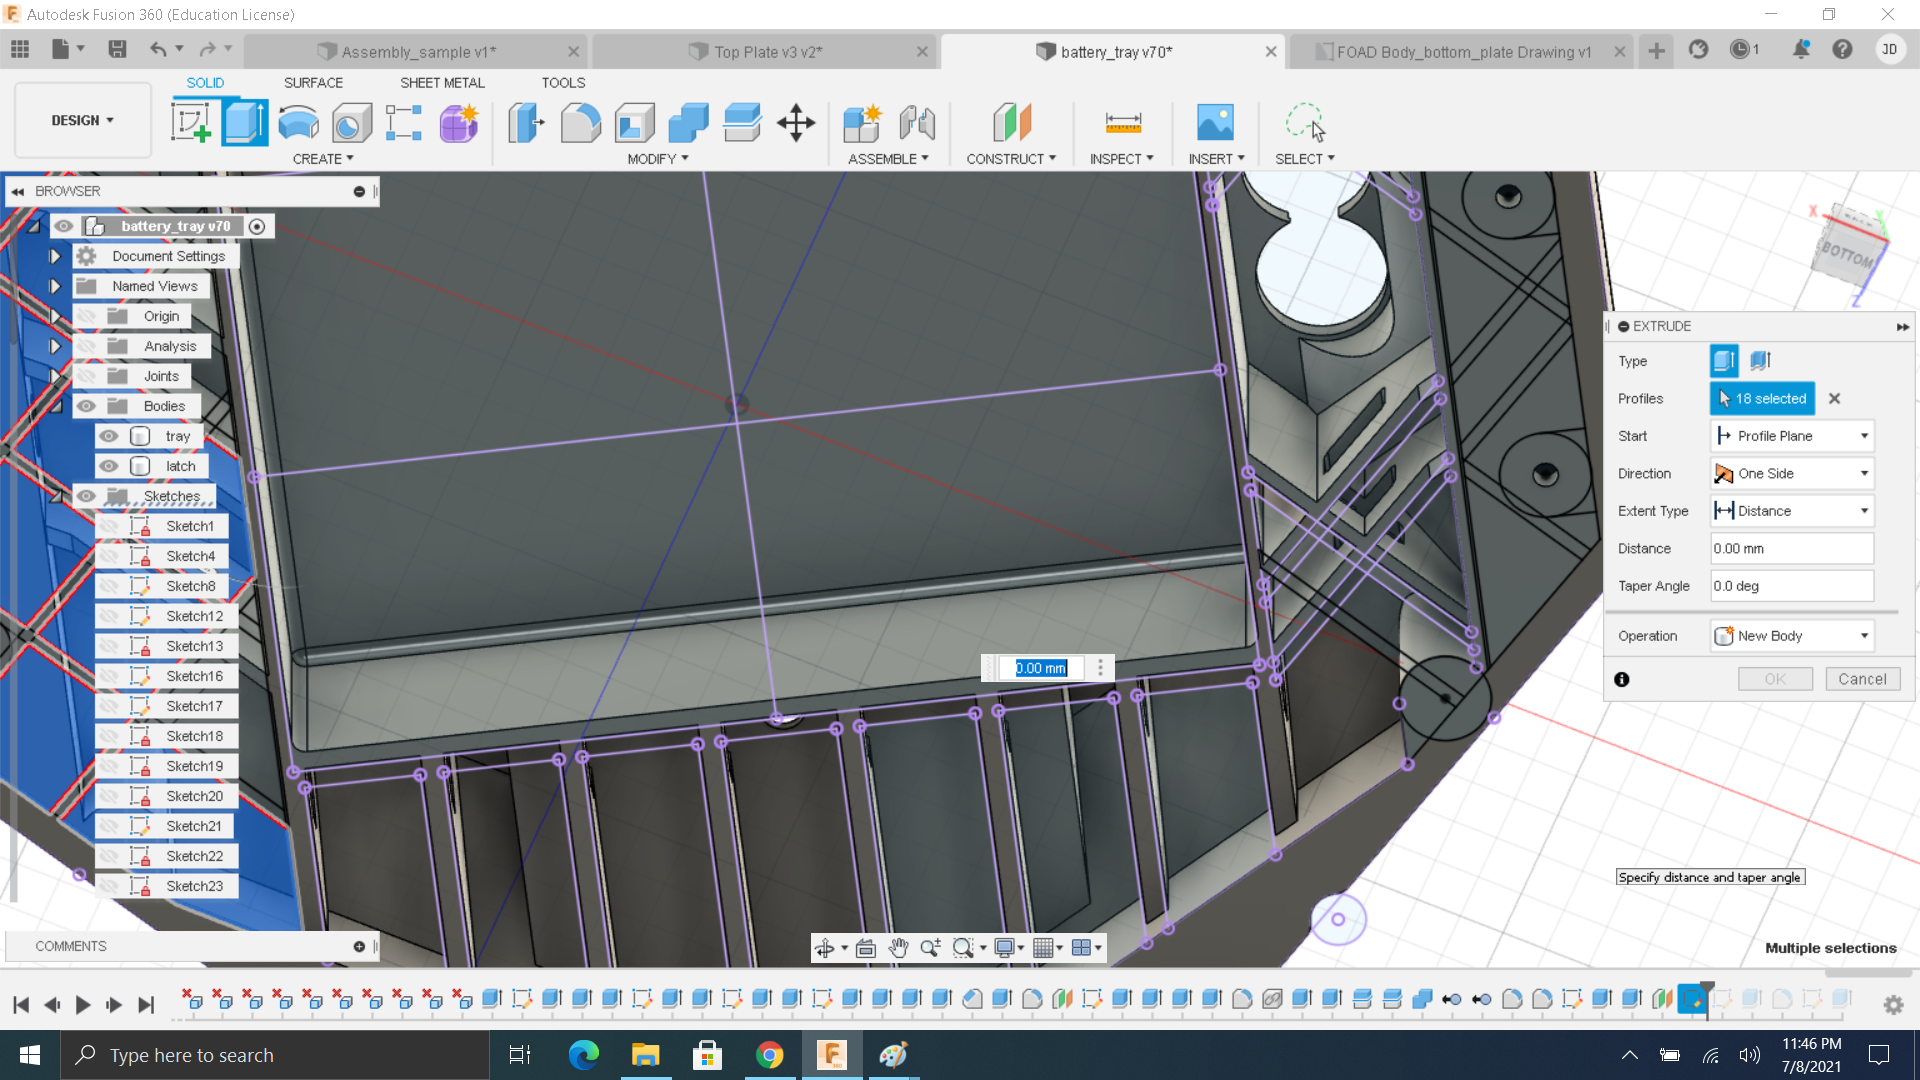 Autodesk Fusion 360 (Education License)
Assembly_sample v1*
Top Plate v3 v2*
battery_tray v70*
FOAD Body_bottom_plate Drawing v1
1
JD
DESIGN
SOLID
SURFACE
SHEET METAL
TOOLS
CREATE
MODIFY
ASSEMBLE
CONSTRUCT
INSPECT
INSERT
SELECT
BROWSER
battery_tray v70
Document Settings
Named Views
Origin
Analysis
Joints
Bodies
tray
latch
Sketches
Sketch1
Sketch4
Sketch8
Sketch12
Sketch13
Sketch16
Sketch17
Sketch18
Sketch19
Sketch20
Sketch21
Sketch22
Sketch23
COMMENTS
0.00 mm
X
Y
BOTTOM
Z
EXTRUDE
Type
Profiles
18 selected
Start
Profile Plane
Direction
One Side
Extent Type
Distance
Distance
0.00 mm
Taper Angle
0.0 deg
Operation
New Body
OK
Cancel
Specify distance and taper angle
Multiple selections
Type here to search
11:46 PM
7/8/2021